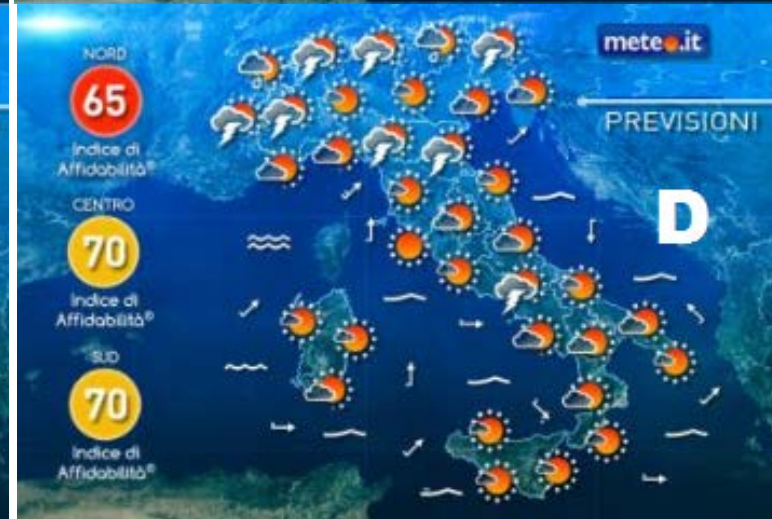 NORD
65
Indice di
Affidabilità®
CENTRO
70
Indice di
Affidabilità®
SUD
70
Indice di
Affidabilità®
meteo.it
PREVISIONI
D